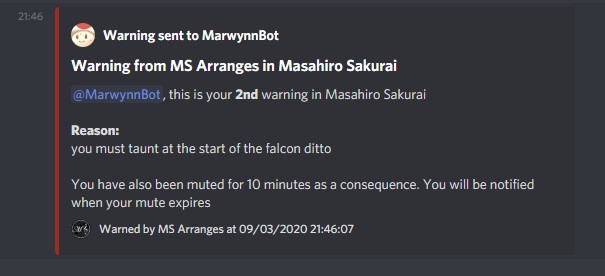 21:46
Warning sent to MarwynnBot
Warning from MS Arranges in Masahiro Sakurai
@MarwynnBot, this is your 2nd warning in Masahiro Sakurai
Reason:
you must taunt at the start of the falcon ditto
You have also been muted for 10 minutes as a consequence. You will be notified
when your mute expires
Warned by MS Arranges at 09/03/2020 21:46:07